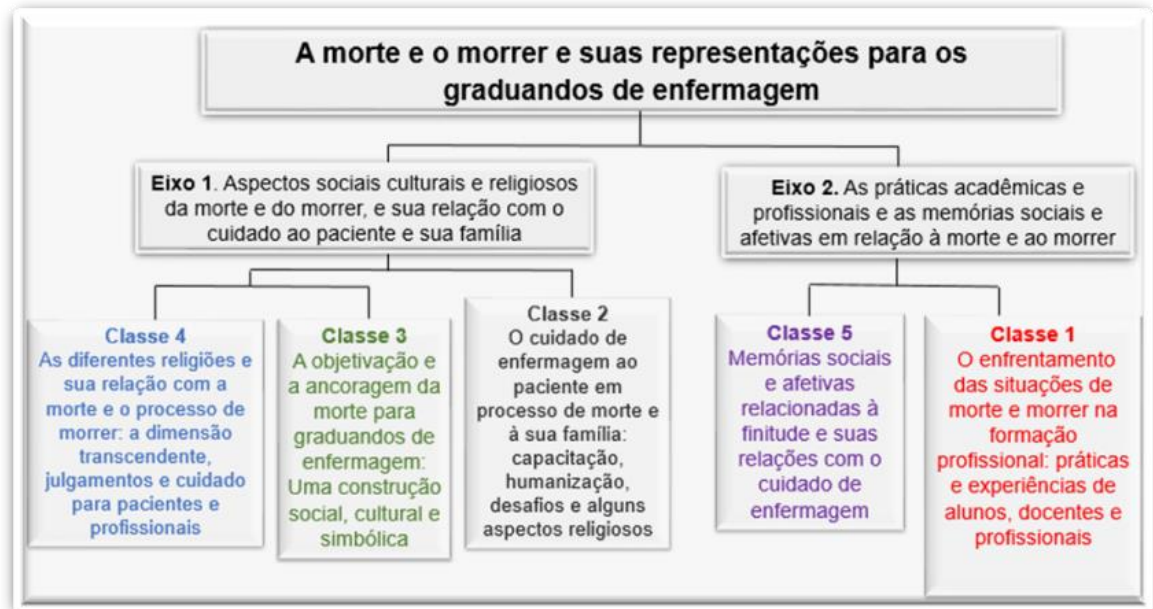 A morte e o morrer e suas representações para os
graduandos de enfermagem
Eixo 1. Aspectos sociais culturais e religiosos
da morte e do morrer, e sua relação com o
cuidado ao paciente e sua família
Eixo 2. As práticas acadêmicas e
profissionais e as memórias sociais e
afetivas em relação à morte e ao morrer
Classe 4
As diferentes religiões e
sua relação com a
morte e o processo de
morrer: a dimensão
transcendente,
julgamentos e cuidado
para pacientes e
profissionais
Classe 3
A objetivação e
a ancoragem da
morte para
graduandos de
enfermagem:
Uma construção
social, cultural e
simbólica
Classe 2
O cuidado de
enfermagem ao
paciente em
processo de morte e
à sua família:
capacitação,
humanização,
desafios e alguns
aspectos religiosos
Classe 5
Memórias sociais
e afetivas
relacionadas à
finitude e suas
relações com o
cuidado de
enfermagem
Classe 1
O enfrentamento
das situações de
morte e morrer na
formação
profissional: práticas
e experiências de
alunos, docentes e
profissionais